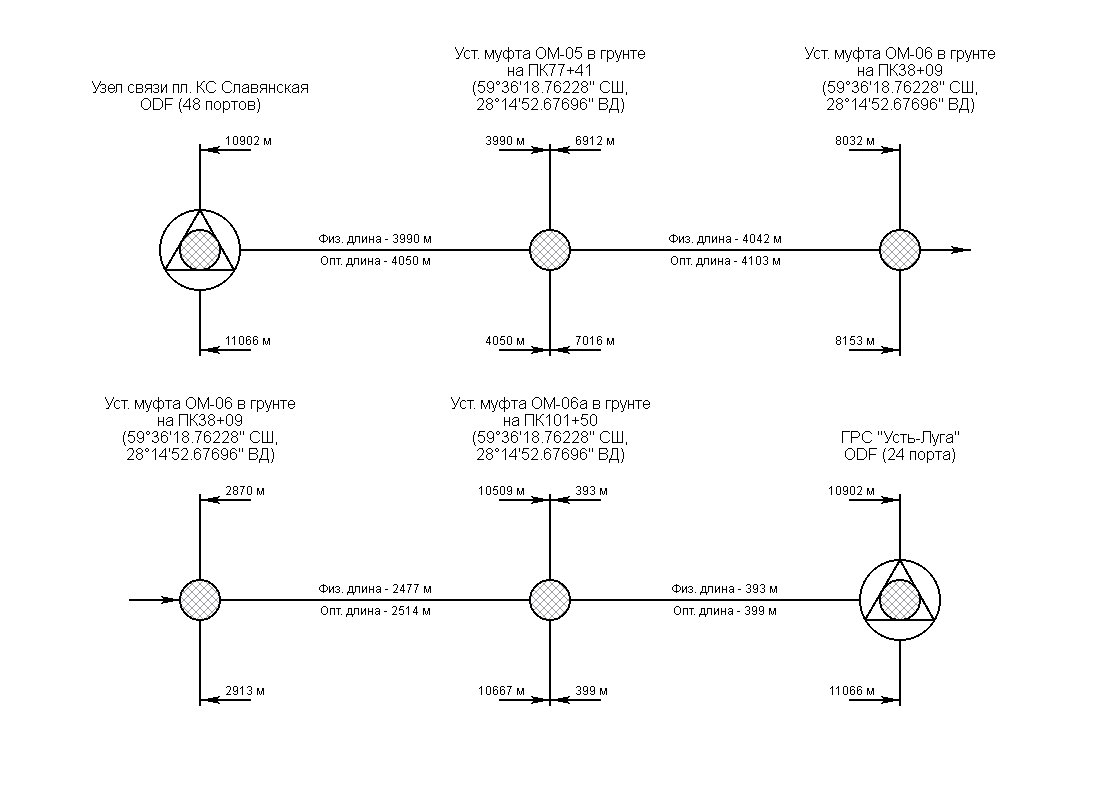 Узел связи пл. КС Славянская
ODF (48 портов)
Уст. муфта ОМ-05 в грунте
на ПК77+41
(59°36'18.76228" СШ,
28°14'52.67696" ВД)
Уст. муфта ОМ-06 в грунте
на ПК38+09
(59°36'18.76228" СШ,
28°14'52.67696" ВД)
10902 м
3990 м
6912 м
8032 м
Физ. длина - 3990 м
Опт. длина - 4050 м
Физ. длина - 4042 м
Опт. длина - 4103 м
11066 м
4050 м
7016 м
8153 м
Уст. муфта ОМ-06 в грунте
на ПК38+09
(59°36'18.76228" СШ,
28°14'52.67696" ВД)
Уст. муфта ОМ-06а в грунте
на ПК101+50
(59°36'18.76228" СШ,
28°14'52.67696" ВД)
ГРС "Усть-Луга"
ODF (24 порта)
2870 м
10509 м
393 м
10902 м
Физ. длина - 2477 м
Опт. длина - 2514 м
Физ. длина - 393 м
Опт. длина - 399 м
2913 м
10667 м
399 м
11066 м